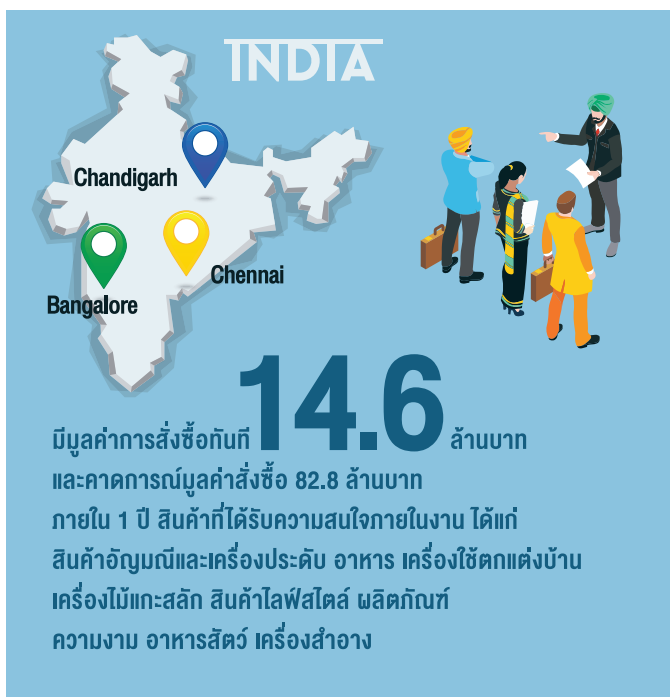 INDIA
Chandigarh
Chennai
Bangalore
มีมูลค่าการสั่งซื้อทันที 14.6 ล้านบาท
และคาดการณ์มูลค่าสั่งซื้อ 82.8 ล้านบาท
ภายใน 1 ปี สินค้าที่ได้รับความสนใจภายในงาน ได้แก่
สินค้าอัญมณีและเครื่องประดับ อาหาร เครื่องใช้ตกแต่งบ้าน
เครื่องไม้แกะสลัก สินค้าไลฟ์สไตล์ ผลิตภัณฑ์
ความงาม อาหารสัตว์ เครื่องสำอาง